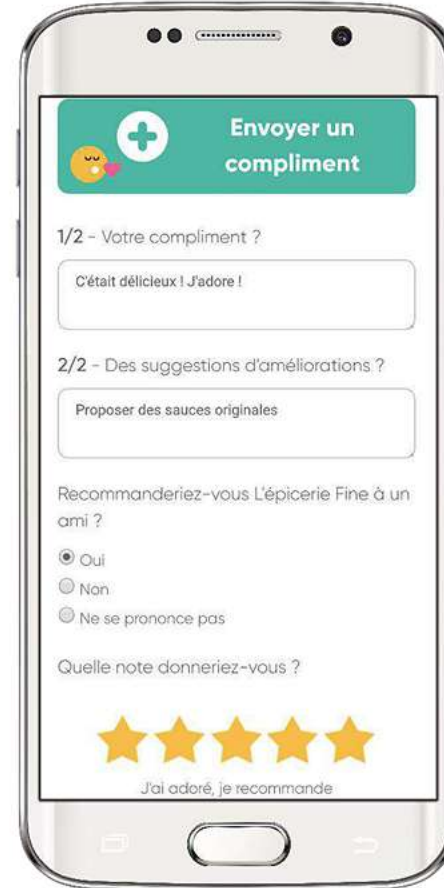 Envoyer un
compliment
1/2 - Votre compliment ?
C'était délicieux ! J'adore !
2/2 - Des suggestions d'améliorations ?
Proposer des sauces originales
Recommanderiez-vous L'épicerie Fine à un
ami ?
Oui
Non
Ne se prononce pas
Quelle note donneriez-vous ?
J'ai adoré, je recommande